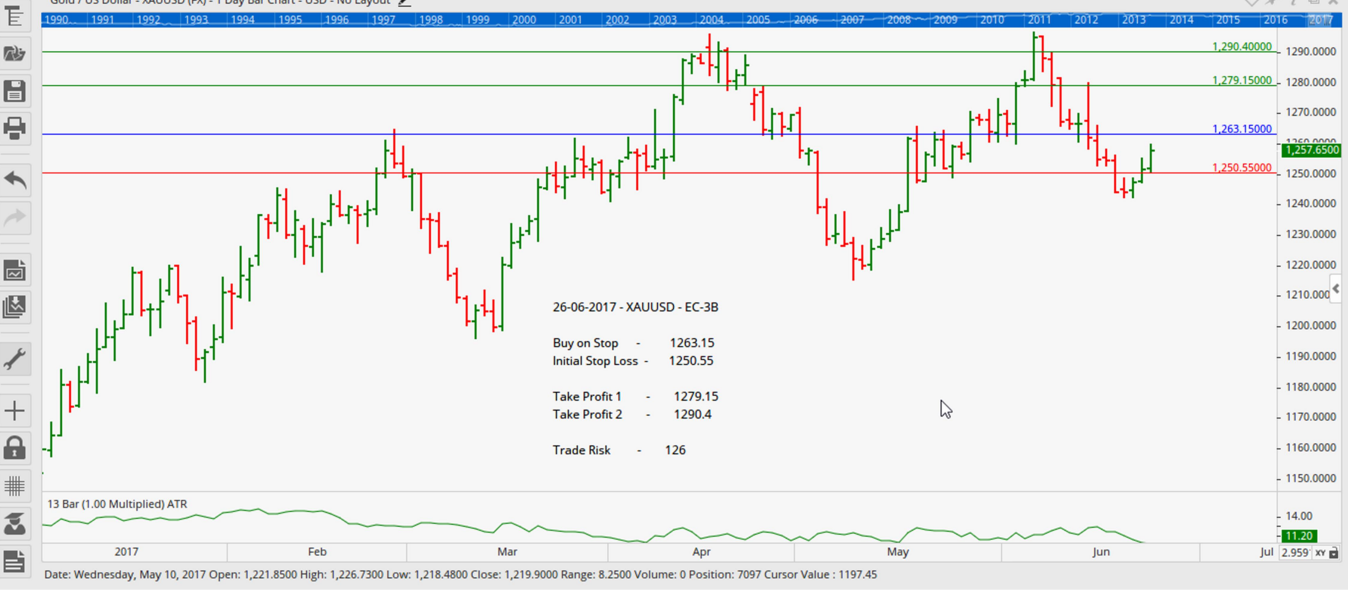 Gold / US Dollar - XAUUSD (FX) - 1 Day Bar Chart - USD - No Layout
1990 1991 1992 1993 1994 1995 1996 1997 1998 1999 2000 2001 2002 2003 2004 2005 2006 2007 2008 2009 2010 2011 2012 2013 2014 2015 2016 2017
1,290.40000 1290.0000
1,279.15000 1280.0000
1270.0000
1,263.15000
1260.0000
1,257.6500
1,250.55000 1250.0000
1240.0000
1230.0000
1220.0000
1210.0000
26-06-2017 - XAUUSD - EC-3B
1200.0000
Buy on Stop - 1263.15
Initial Stop Loss - 1250.55
1190.0000
1180.0000
Take Profit 1 - 1279.15
Take Profit 2 - 1290.4
1170.0000
Trade Risk - 126
1160.0000
1150.0000
13 Bar (1.00 Multiplied) ATR
14.00
11.20
2017 Feb Mar Apr May Jun Jul 2.959 XY
Date: Wednesday, May 10, 2017 Open: 1,221.8500 High: 1,226.7300 Low: 1,218.4800 Close: 1,219.9000 Range: 8.2500 Volume: 0 Position: 7097 Cursor Value : 1197.45